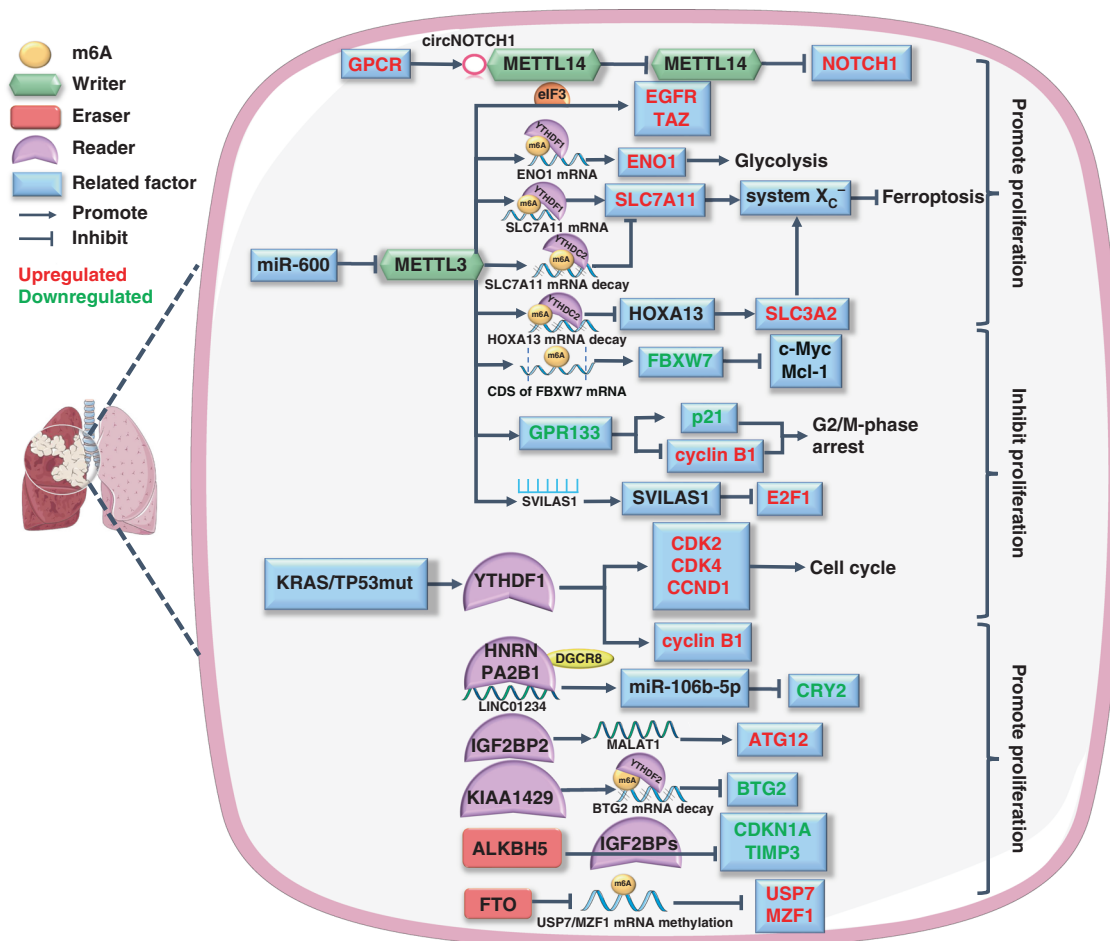 m6A
Writer
Eraser
Reader
Related factor
Promote
Inhibit
Upregulated
Downregulated
circNOTCH1
GPCR
METTL14
METTL14
NOTCH1
eIF3
EGFR
TAZ
YTHDF1
m6A
ENO1 mRNA
ENO1
Glycolysis
YTHDF1
m6A
SLC7A11 mRNA
SLC7A11
system X_C^−
Ferroptosis
miR-600
METTL3
YTHDC2
m6A
SLC7A11 mRNA decay
YTHDC2
m6A
HOXA13 mRNA decay
HOXA13
SLC3A2
m6A
CDS of FBXW7 mRNA
FBXW7
c-Myc
Mcl-1
GPR133
p21
cyclin B1
G2/M-phase
arrest
SVILAS1
SVILAS1
E2F1
KRAS/TP53mut
YTHDF1
CDK2
CDK4
CCND1
Cell cycle
cyclin B1
HNRN
PA2B1
DGCR8
LINC01234
miR-106b-5p
CRY2
IGF2BP2
MALAT1
ATG12
KIAA1429
YTHDF2
m6A
BTG2 mRNA decay
BTG2
ALKBH5
IGF2BPs
CDKN1A
TIMP3
FTO
m6A
USP7/MZF1 mRNA methylation
USP7
MZF1
Promote proliferation
Inhibit proliferation
Promote proliferation